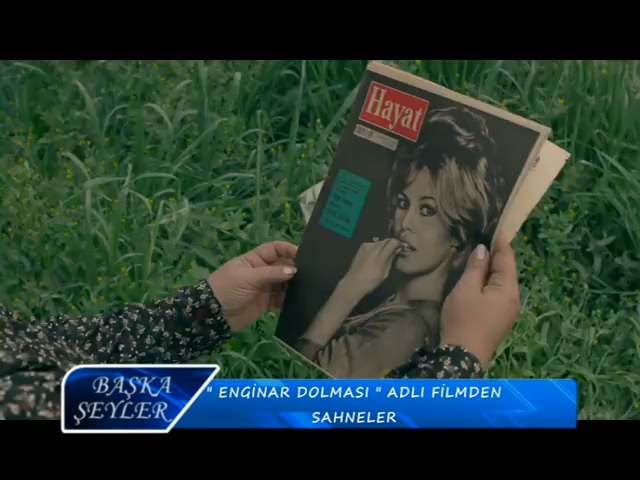 Hayat
BAŞKA
ŞEYLER
" ENGİNAR DOLMASI " ADLI FİLMDEN
SAHNELER